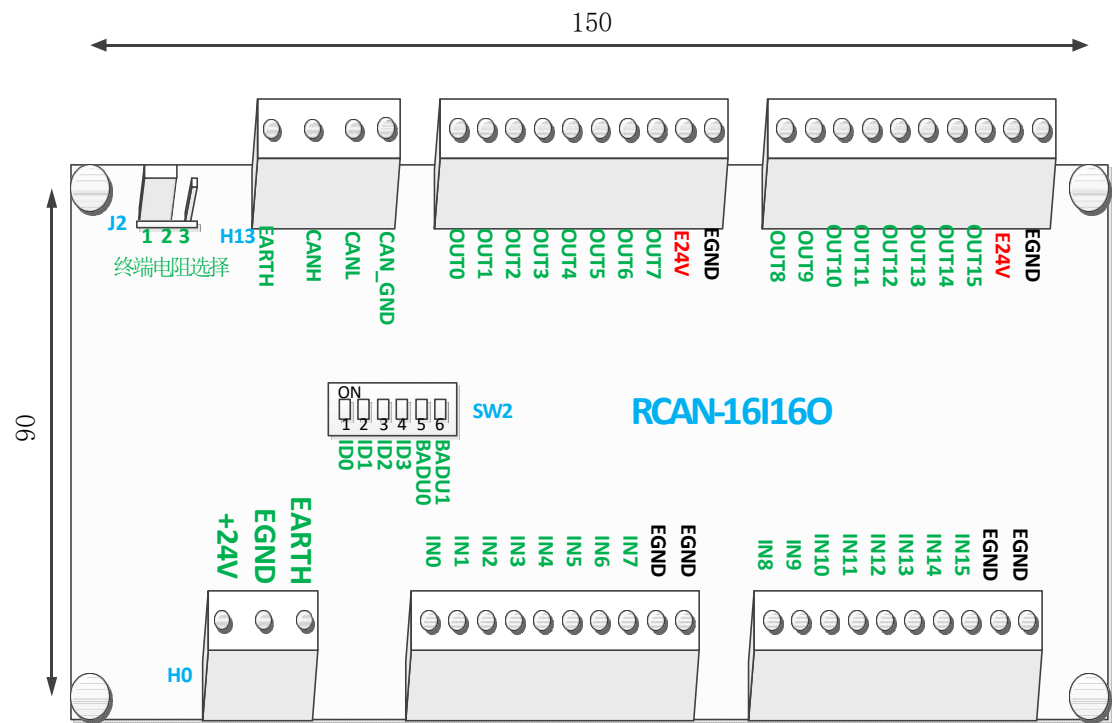 150
90
J2
1 2 3
终端电阻选择
H13
EARTH
CANH
CANL
CAN_GND
OUT0
OUT1
OUT2
OUT3
OUT4
OUT5
OUT6
OUT7
E24V
EGND
OUT8
OUT9
OUT10
OUT11
OUT12
OUT13
OUT14
OUT15
E24V
EGND
ON
1 2 3 4 5 6
SW2
ID0
ID1
ID2
ID3
BADU0
BADU1
RCAN-16I16O
+24V
EGND
EARTH
H0
IN0
IN1
IN2
IN3
IN4
IN5
IN6
IN7
EGND
EGND
IN8
IN9
IN10
IN11
IN12
IN13
IN14
IN15
EGND
EGND